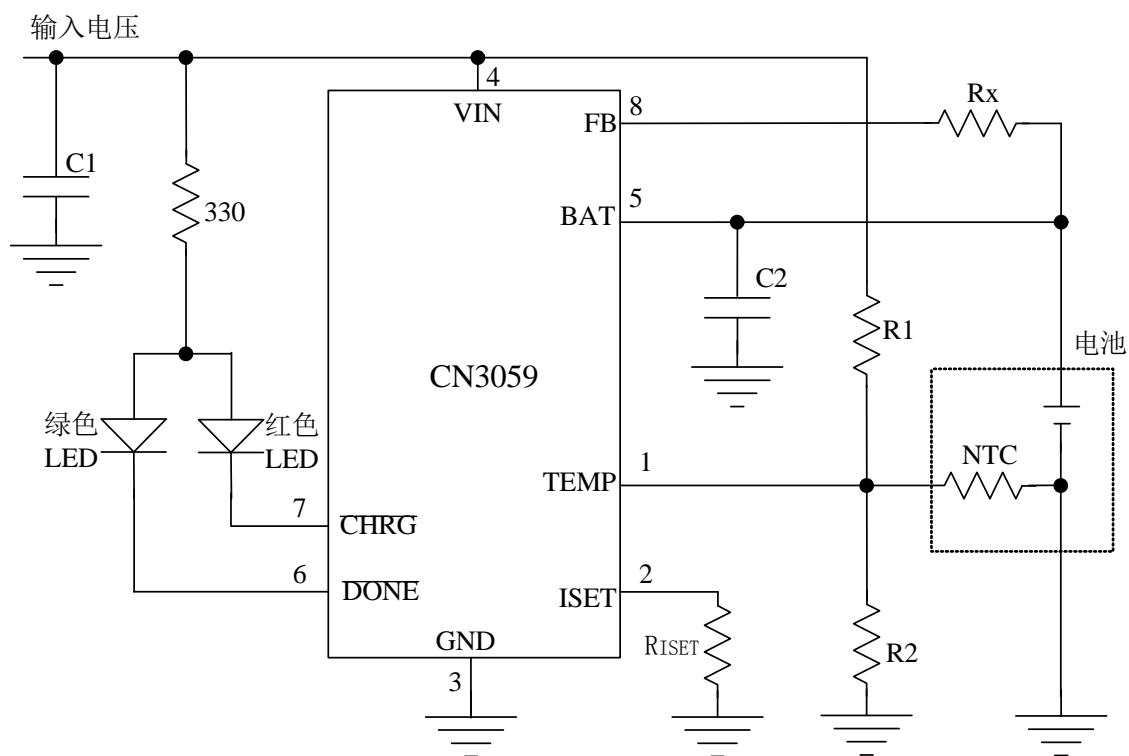 输入电压
4
VIN
8
Rx
FB
C1
330
5
BAT
C2
R1
CN3059
电池
绿色
LED
红色
LED
NTC
1
TEMP
7
CHRG
6
DONE
2
ISET
RISET
R2
GND
3